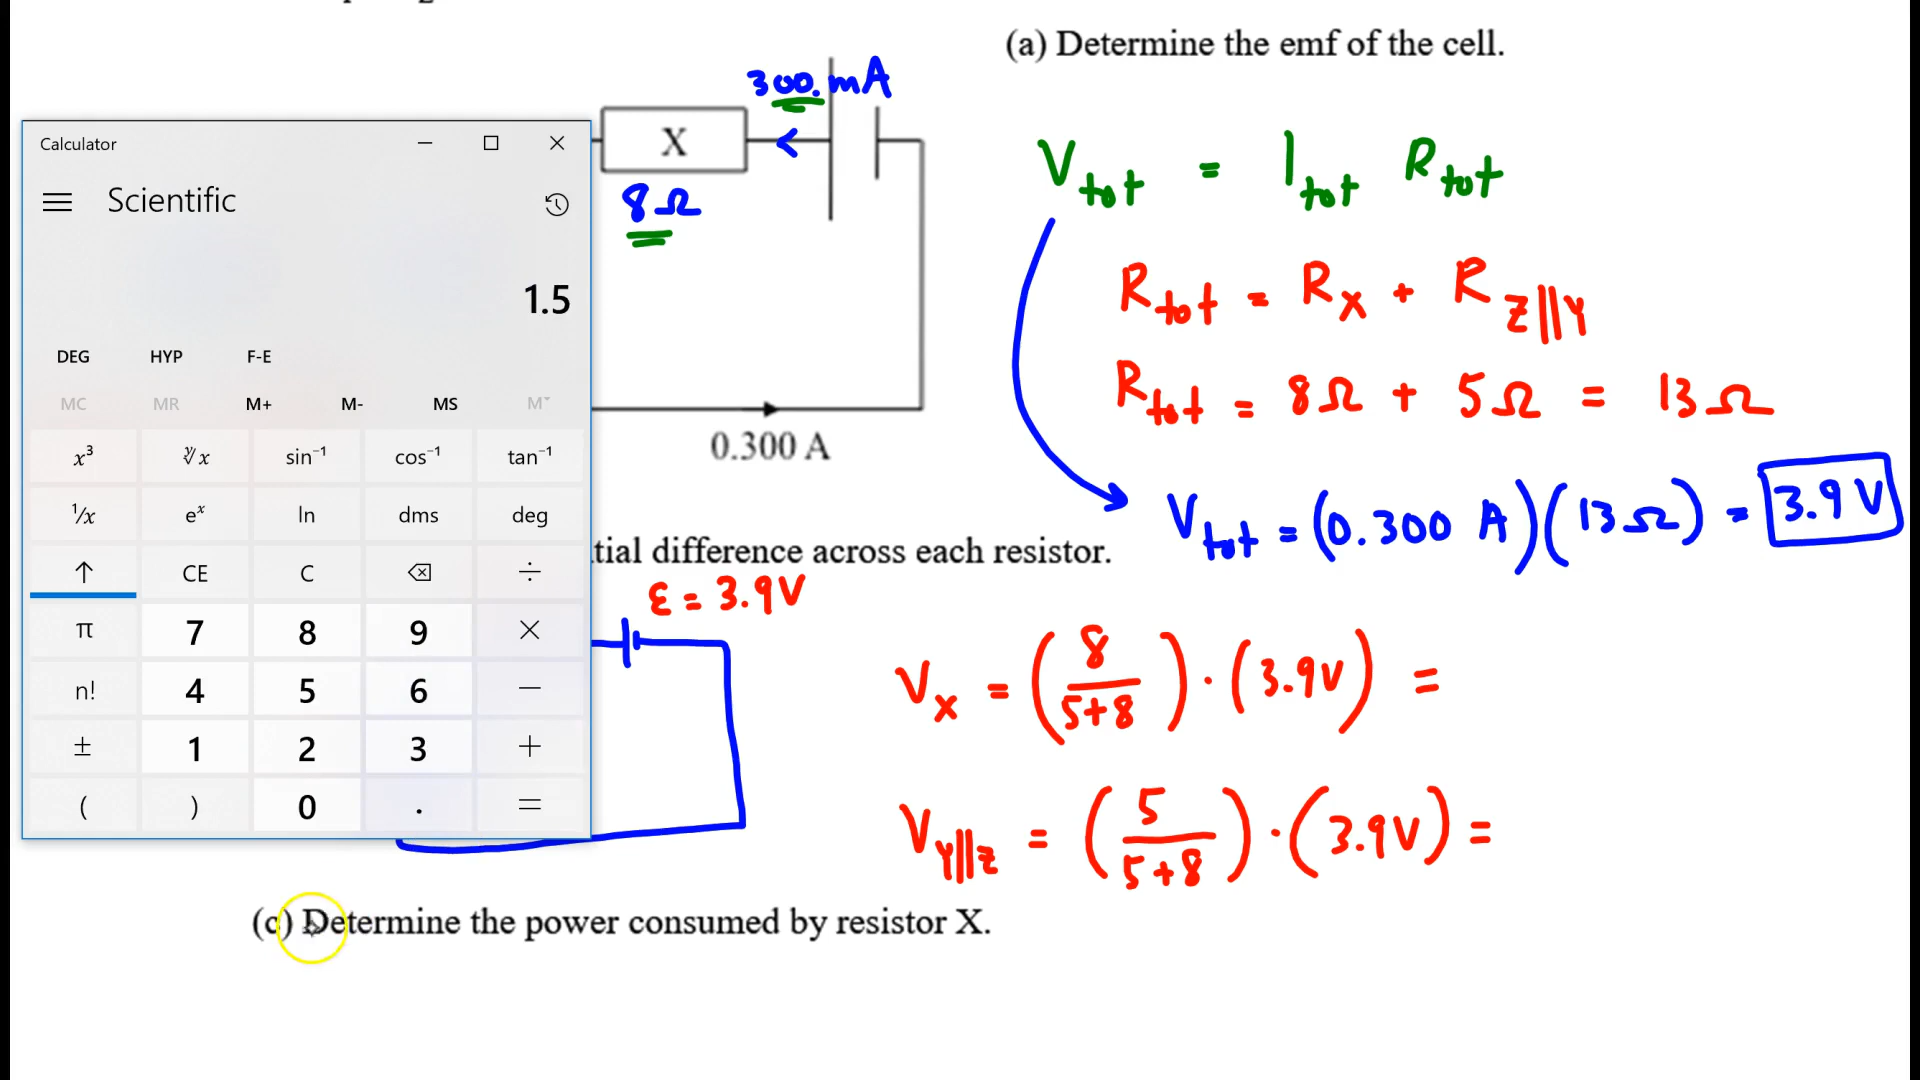 (a) Determine the emf of the cell.
300. mA
X
8Ω
0.300 A
V_tot = I_tot R_tot
R_tot = R_X + R_Z||Y
R_tot = 8Ω + 5Ω = 13Ω
V_tot = (0.300 A)(13Ω) = 3.9V
Calculator
Scientific
1.5
DEG HYP F-E
MC MR M+ M- MS M˅
x³ ʸ√x sin⁻¹ cos⁻¹ tan⁻¹
¹/x eˣ ln dms deg
↑ CE C ⌫ ÷
π 7 8 9 ×
n! 4 5 6 −
± 1 2 3 +
( ) 0 . =
tial difference across each resistor.
ε = 3.9V
V_X = (8/(5+8)) · (3.9V) =
V_Y||Z = (5/(5+8)) · (3.9V) =
(c) Determine the power consumed by resistor X.